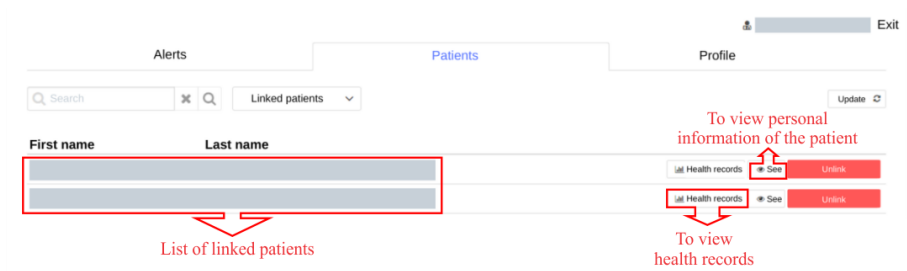 Exit
Alerts Patients Profile
Search Linked patients Update
To view personal
information of the patient
First name Last name
Health records See Unlink
Health records See Unlink
List of linked patients
To view
health records